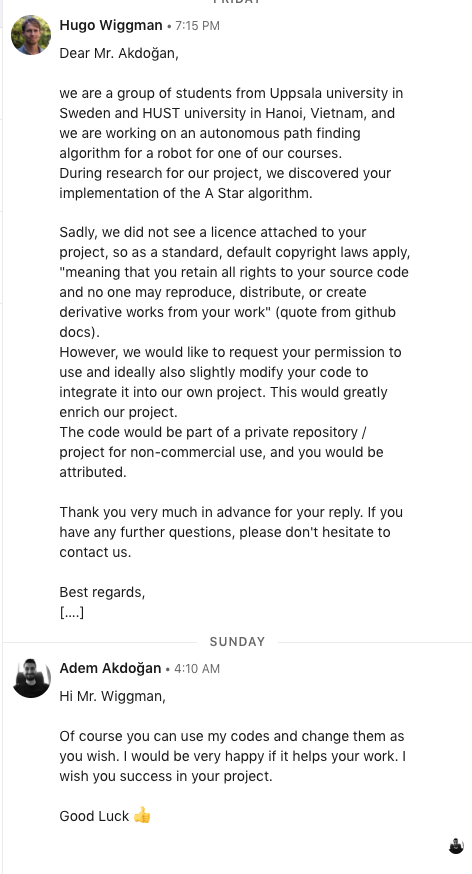 FRIDAY
Hugo Wiggman • 7:15 PM
Dear Mr. Akdoğan,
we are a group of students from Uppsala university in
Sweden and HUST university in Hanoi, Vietnam, and
we are working on an autonomous path finding
algorithm for a robot for one of our courses.
During research for our project, we discovered your
implementation of the A Star algorithm.
Sadly, we did not see a licence attached to your
project, so as a standard, default copyright laws apply,
"meaning that you retain all rights to your source code
and no one may reproduce, distribute, or create
derivative works from your work" (quote from github
docs).
However, we would like to request your permission to
use and ideally also slightly modify your code to
integrate it into our own project. This would greatly
enrich our project.
The code would be part of a private repository /
project for non-commercial use, and you would be
attributed.
Thank you very much in advance for your reply. If you
have any further questions, please don't hesitate to
contact us.
Best regards,
[....]
SUNDAY
Adem Akdoğan • 4:10 AM
Hi Mr. Wiggman,
Of course you can use my codes and change them as
you wish. I would be very happy if it helps your work. I
wish you success in your project.
Good Luck 👍